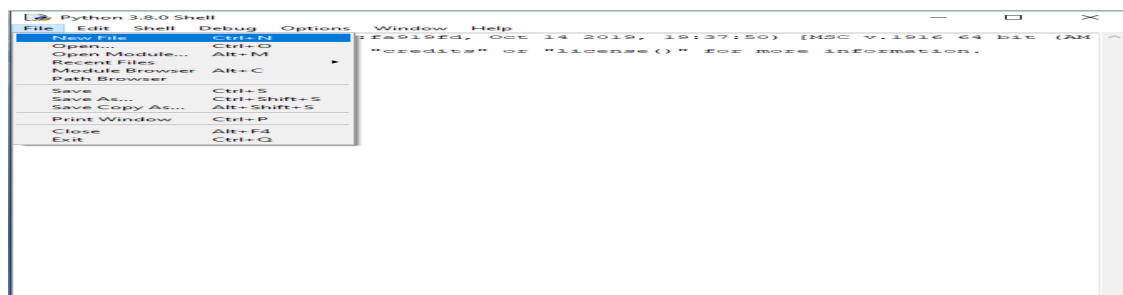 Python 3.8.0 Shell
File Edit Shell Debug Options Window Help
New File Ctrl+N
:fa919fd, Oct 14 2019, 19:37:50) [MSC v.1916 64 bit (AM
Open... Ctrl+O
"credits" or "license()" for more information.
Open Module... Alt+M
Recent Files
Module Browser Alt+C
Path Browser
Save Ctrl+S
Save As... Ctrl+Shift+S
Save Copy As... Alt+Shift+S
Print Window Ctrl+P
Close Alt+F4
Exit Ctrl+Q